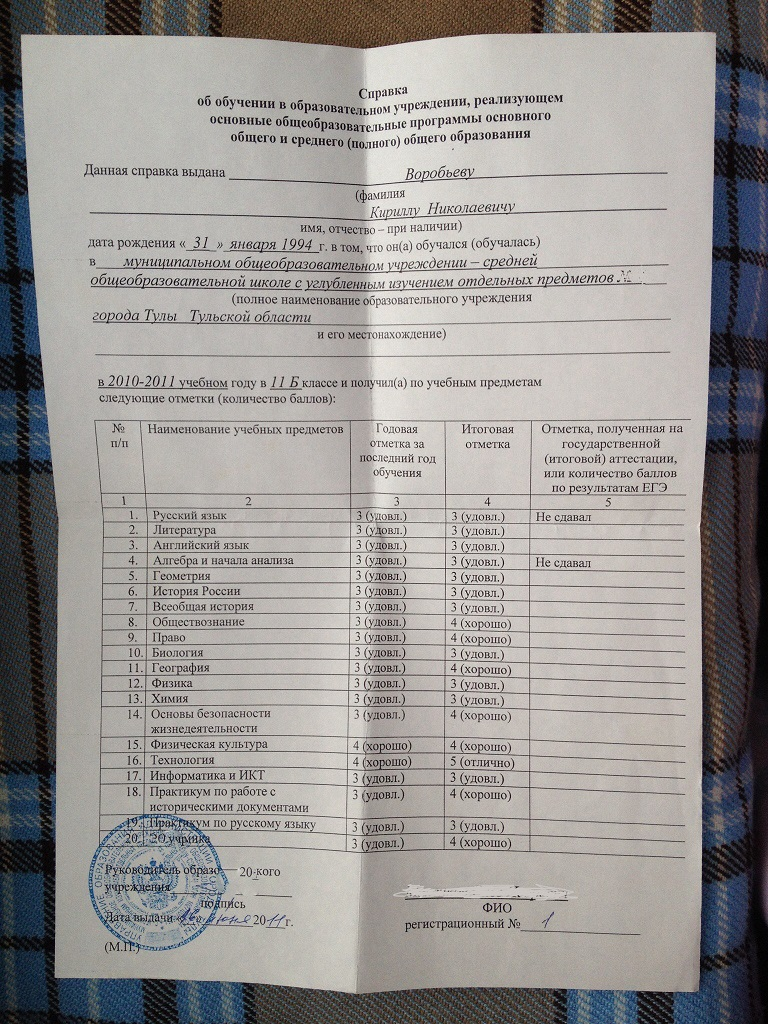 Справка
об обучении в образовательном учреждении, реализующем
основные общеобразовательные программы основного
общего и среднего (полного) общего образования
Данная справка выдана Воробьеву
(фамилия
Кириллу Николаевичу
имя, отчество – при наличии)
дата рождения « 31 » января 1994 г. в том, что он(а) обучался (обучалась)
в муниципальном общеобразовательном учреждении – средней
общеобразовательной школе с углубленным изучением отдельных предметов №
(полное наименование образовательного учреждения
города Тулы Тульской области
и его местонахождение)
в 2010-2011 учебном году в 11 Б классе и получил(а) по учебным предметам
следующие отметки (количество баллов):
№ п/п Наименование учебных предметов Годовая отметка за последний год обучения Итоговая отметка Отметка, полученная на государственной (итоговой) аттестации, или количество баллов по результатам ЕГЭ
1 2 3 4 5
1. Русский язык 3 (удовл.) 3 (удовл.) Не сдавал
2. Литература 3 (удовл.) 3 (удовл.)
3. Английский язык 3 (удовл.) 3 (удовл.)
4. Алгебра и начала анализа 3 (удовл.) 3 (удовл.) Не сдавал
5. Геометрия 3 (удовл.) 3 (удовл.)
6. История России 3 (удовл.) 3 (удовл.)
7. Всеобщая история 3 (удовл.) 3 (удовл.)
8. Обществознание 3 (удовл.) 4 (хорошо)
9. Право 3 (удовл.) 4 (хорошо)
10. Биология 3 (удовл.) 3 (удовл.)
11. География 3 (удовл.) 4 (хорошо)
12. Физика 3 (удовл.) 3 (удовл.)
13. Химия 3 (удовл.) 3 (удовл.)
14. Основы безопасности 3 (удовл.) 4 (хорошо)
жизнедеятельности
15. Физическая культура 4 (хорошо) 4 (хорошо)
16. Технология 4 (хорошо) 5 (отлично)
17. Информатика и ИКТ 3 (удовл.) 3 (удовл.)
18. Практикум по работе с 3 (удовл.) 4 (хорошо)
историческими документами
19. Практикум по русскому языку 3 (удовл.) 3 (удовл.)
20. 3 (удовл.) 4 (хорошо)
Руководитель образо 20-кого
учреждения
подпись ФИО
Дата выдачи « июня 2011 г. регистрационный № 1
(М.П.)